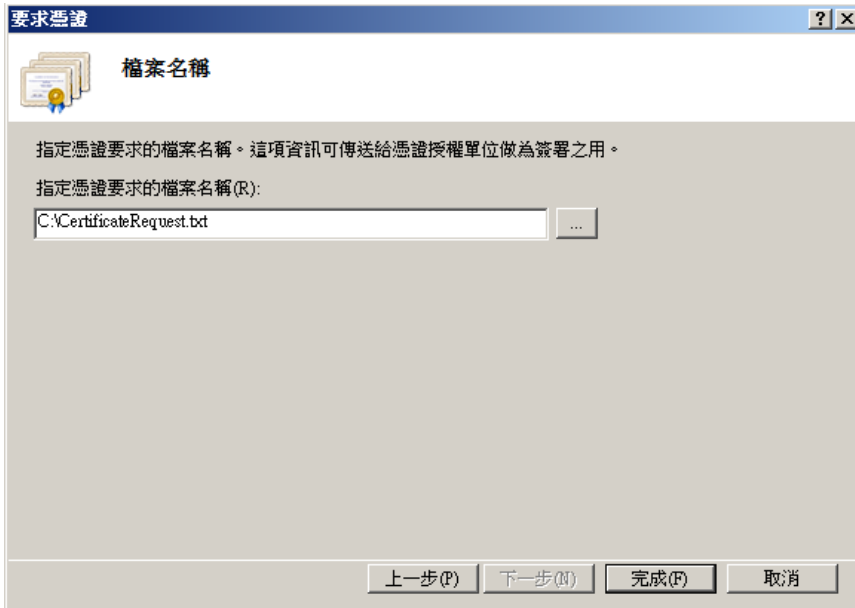 要求憑證
檔案名稱
指定憑證要求的檔案名稱。這項資訊可傳送給憑證授權單位做為簽署之用。
指定憑證要求的檔案名稱(R):
C:\CertificateRequest.txt
...
上一步(P) 下一步(N) 完成(F) 取消